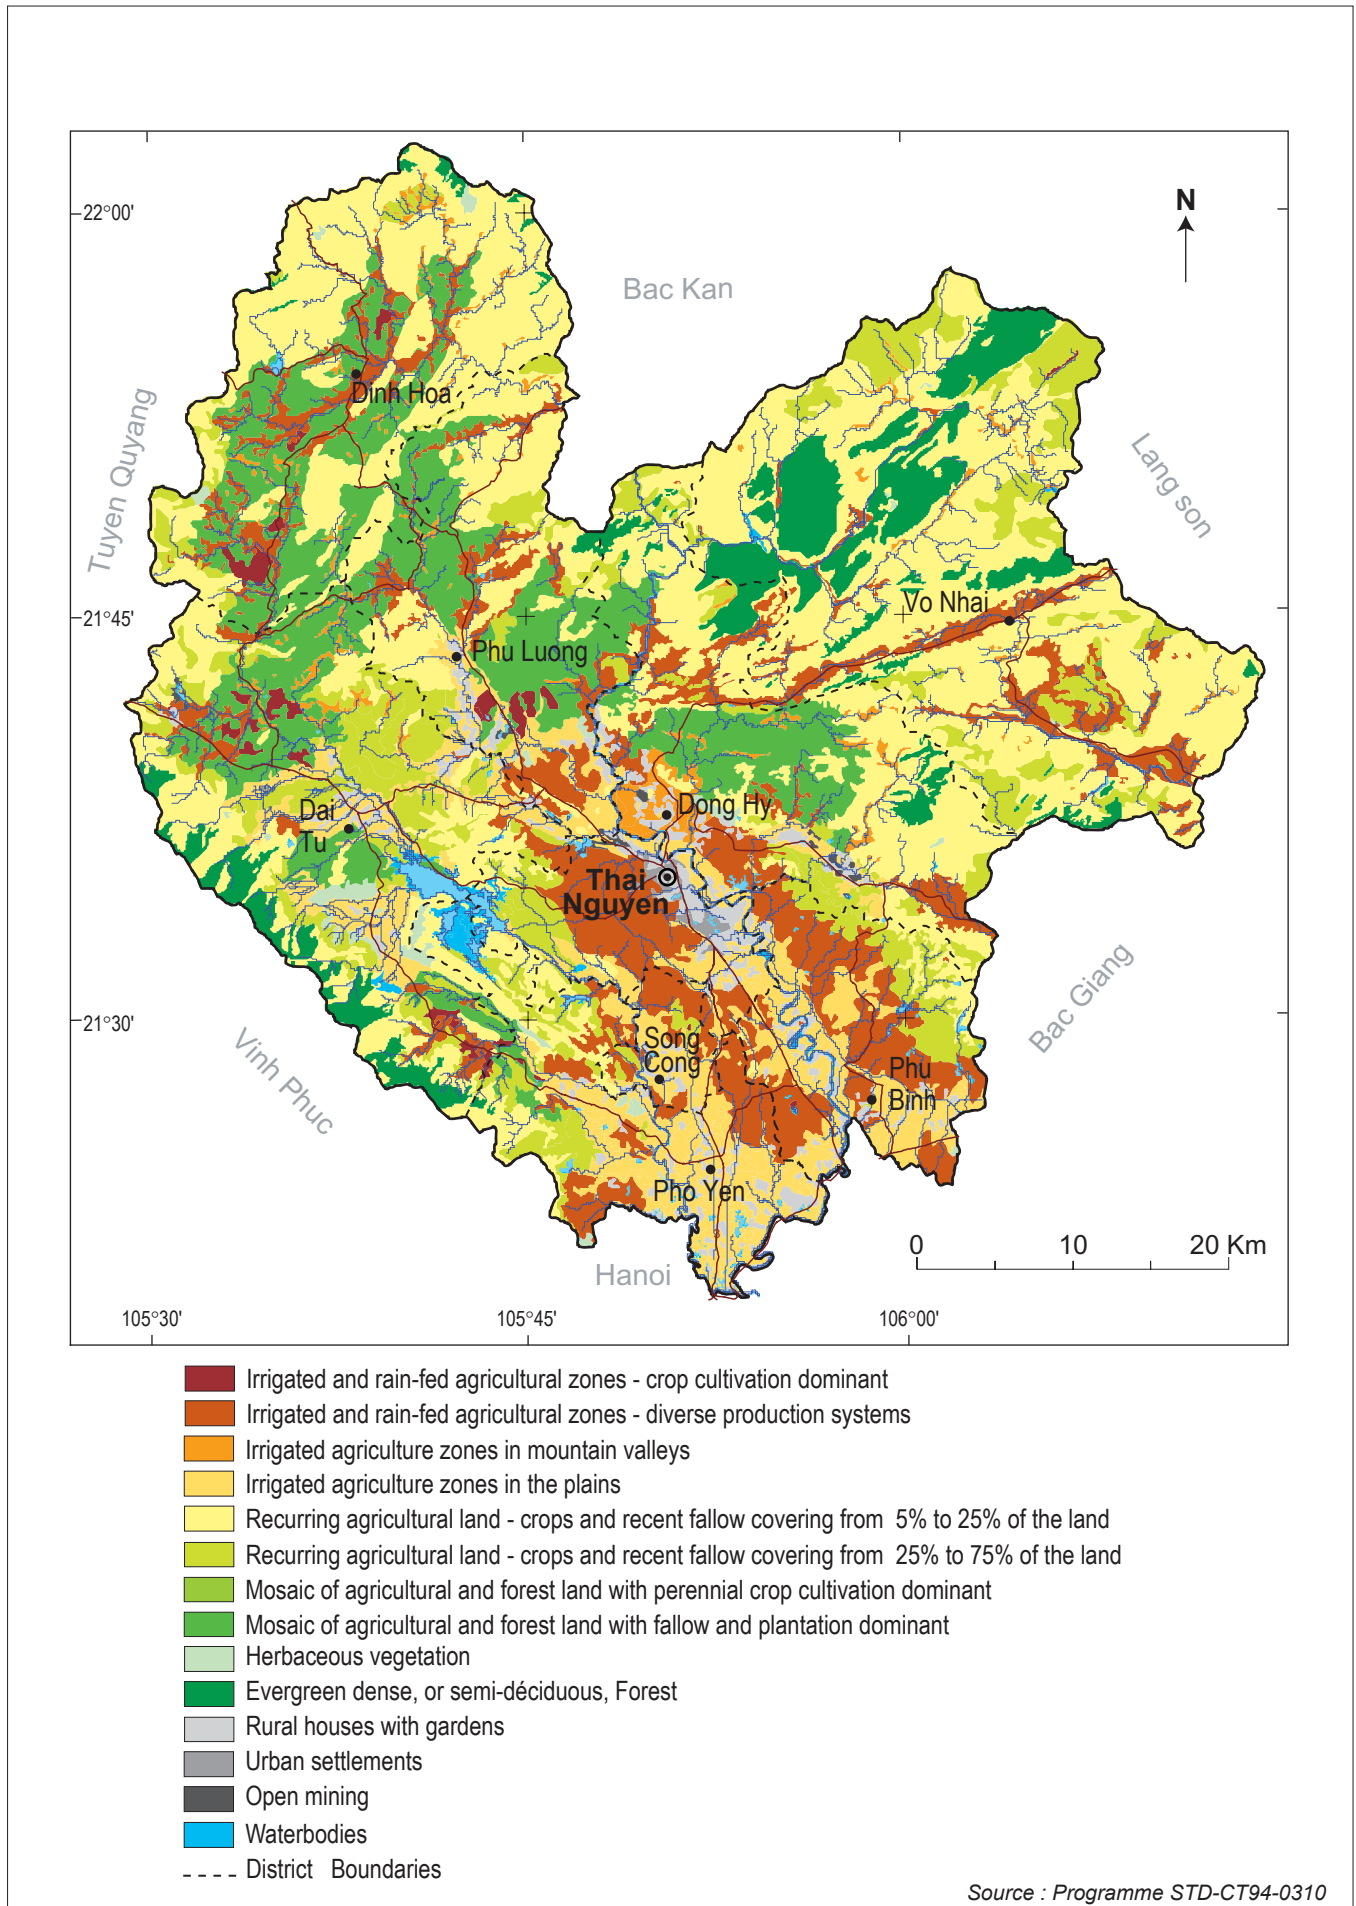 N
22°00'
Bac Kan
Dinh Hoa
Tuyen Quyang
Lang son
21°45'
Vo Nhai
Phu Luong
Dai
Tu
Dong Hy
Thai
Nguyen
21°30'
Vinh Phuc
Song
Cong
Bac Giang
Phu
Binh
Pho Yen
Hanoi
0 10 20 Km
105°30' 105°45' 106°00'
Irrigated and rain-fed agricultural zones - crop cultivation dominant
Irrigated and rain-fed agricultural zones - diverse production systems
Irrigated agriculture zones in mountain valleys
Irrigated agriculture zones in the plains
Recurring agricultural land - crops and recent fallow covering from 5% to 25% of the land
Recurring agricultural land - crops and recent fallow covering from 25% to 75% of the land
Mosaic of agricultural and forest land with perennial crop cultivation dominant
Mosaic of agricultural and forest land with fallow and plantation dominant
Herbaceous vegetation
Evergreen dense, or semi-déciduous, Forest
Rural houses with gardens
Urban settlements
Open mining
Waterbodies
District Boundaries
Source : Programme STD-CT94-0310